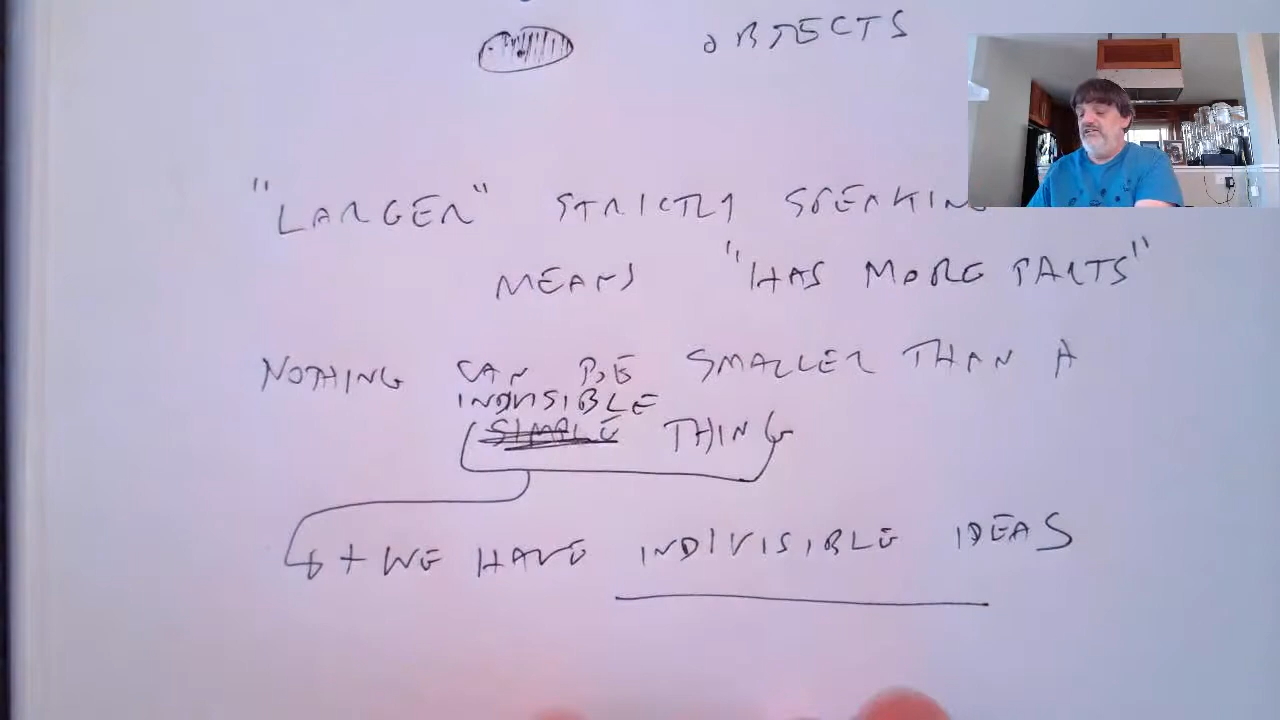 OBJECTS
"LARGER" STRICTLY SPEAKING
MEANS "HAS MORE PARTS"
NOTHING CAN BE SMALLER THAN A
INDIVISIBLE
SIMPLE THING
+ WE HAVE INDIVISIBLE IDEAS